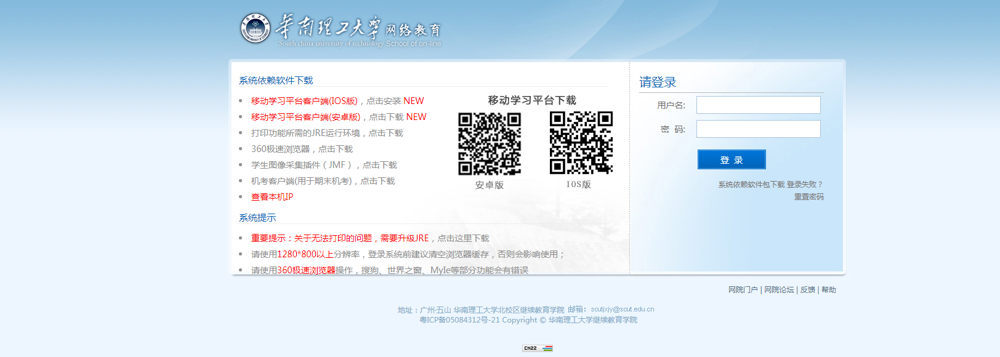 華南理工大學 网络教育
South china university of technology School of on-line
系统依赖软件下载
移动学习平台客户端(IOS版)，点击安装 NEW
移动学习平台客户端(安卓版)，点击下载 NEW
打印功能所需的JRE运行环境，点击下载
360极速浏览器，点击下载
学生图像采集插件（JMF），点击下载
机考客户端(用于期末机考)，点击下载
查看本机IP
移动学习平台下载
安卓版
IOS版
系统提示
重要提示：关于无法打印的问题，需要升级JRE，点击这里下载
请使用1280*800以上分辨率，登录系统前建议清空浏览器缓存，否则会影响使用；
请使用360极速浏览器操作，搜狗、世界之窗、MyIe等部分功能会有错误
请登录
用户名:
密 码:
登 录
系统依赖软件包下载 登录失败？
重置密码
网院门户 | 网院论坛 | 反馈 | 帮助
地址：广州·五山 华南理工大学北校区继续教育学院 邮箱：scutjxjy@scut.edu.cn
粤ICP备05084312号-21 Copyright © 华南理工大学继续教育学院
CNZZ